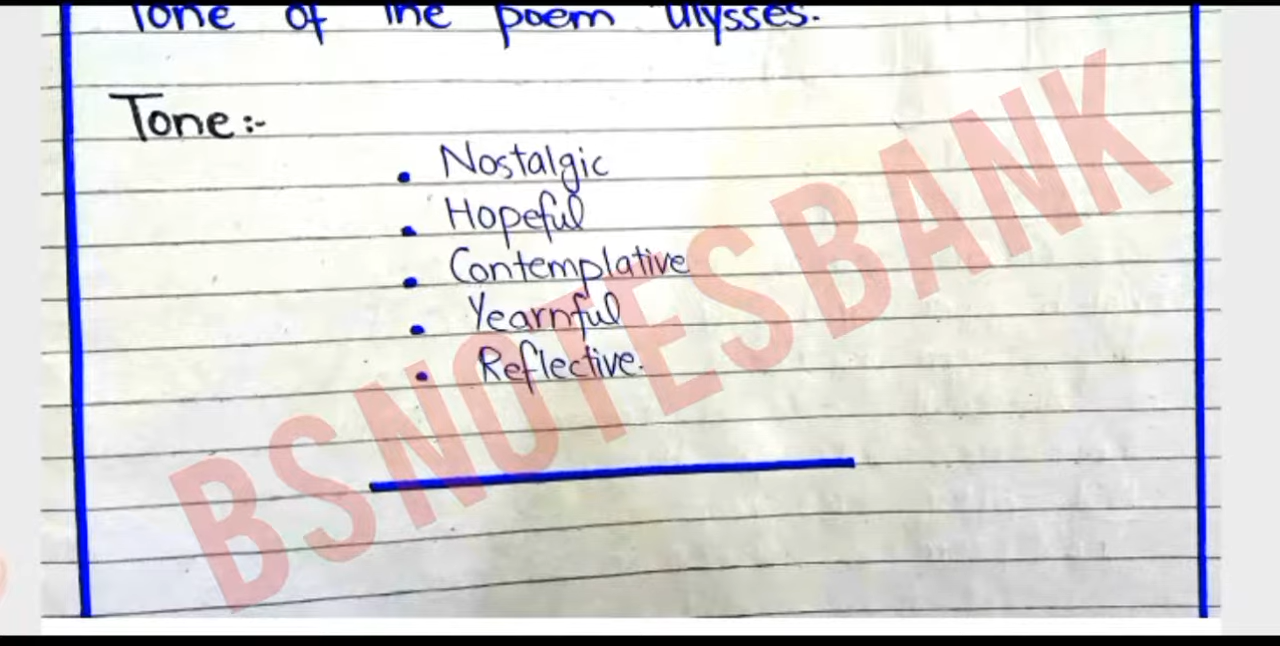 Tone of the poem Ulysses.
Tone:-
• Nostalgic
• Hopeful
• Contemplative
• Yearnful
• Reflective.
BSNOTESBANK